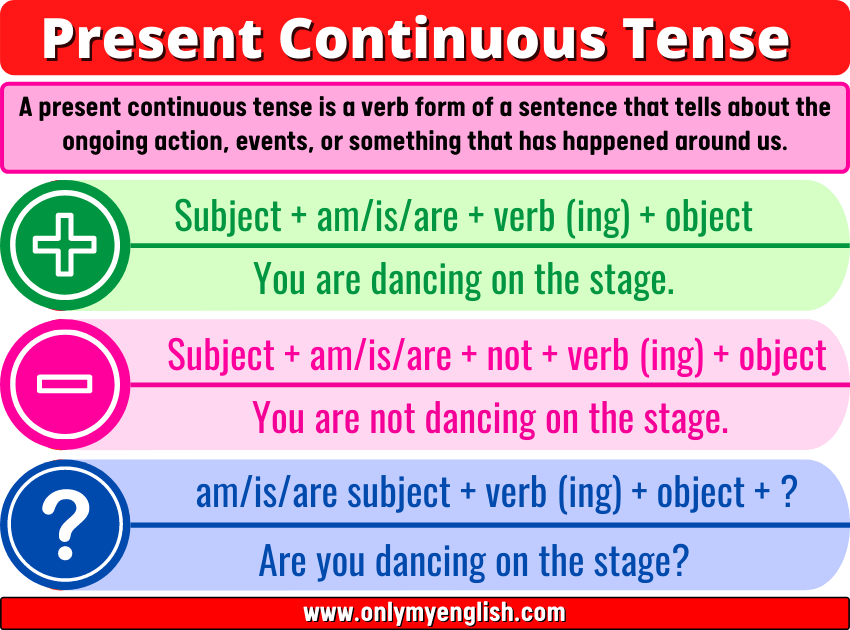 Present Continuous Tense
A present continuous tense is a verb form of a sentence that tells about the
ongoing action, events, or something that has happened around us.
Subject + am/is/are + verb (ing) + object
You are dancing on the stage.
Subject + am/is/are + not + verb (ing) + object
You are not dancing on the stage.
am/is/are subject + verb (ing) + object + ?
Are you dancing on the stage?
www.onlymyenglish.com